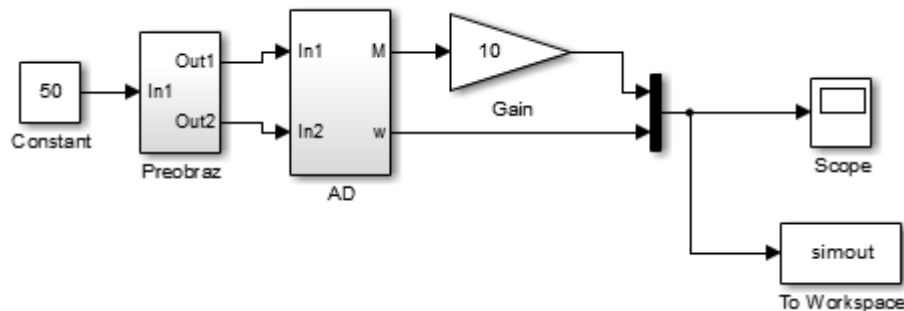 50
Constant
In1
Out1
Out2
Preobraz
In1
In2
M
w
AD
10
Gain
Scope
simout
To Workspace